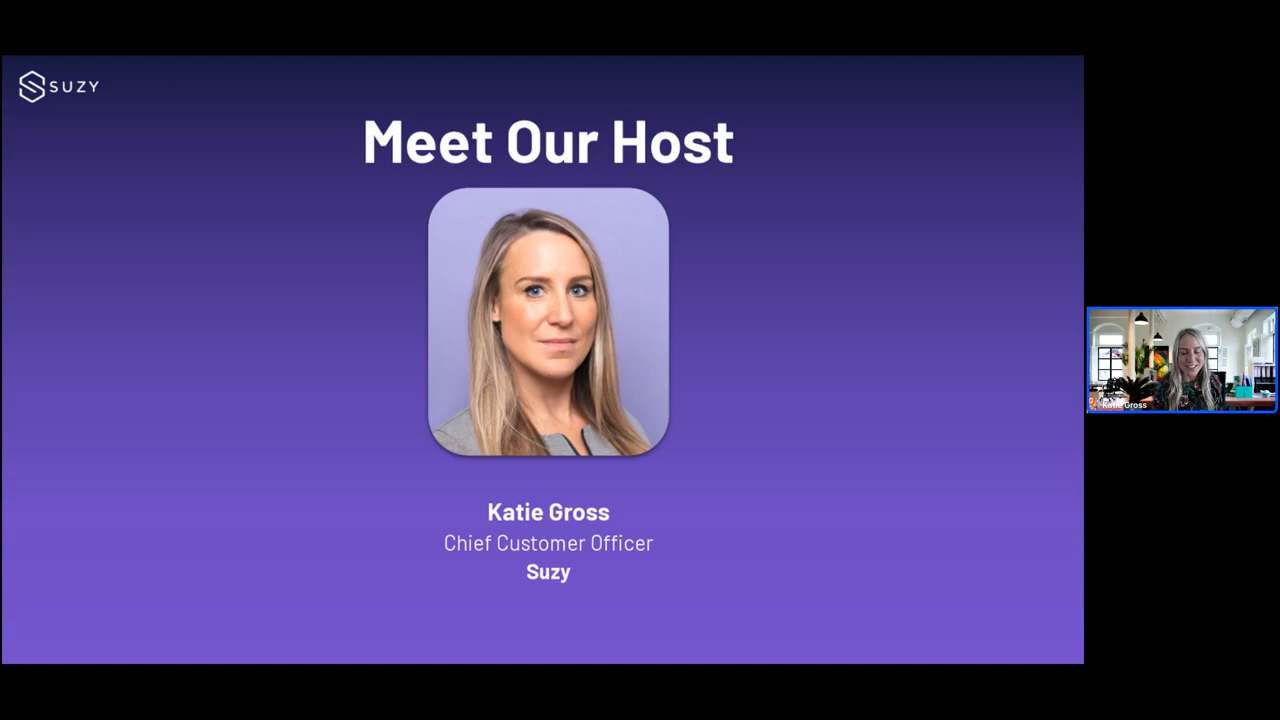 SUZY
Meet Our Host
Katie Gross
Chief Customer Officer
Suzy
Katie Gross